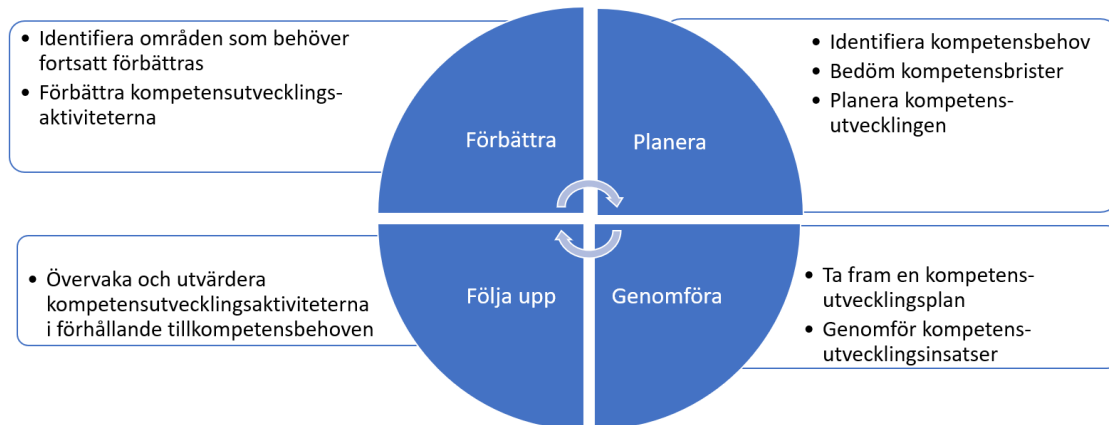 • Identifiera områden som behöver
fortsatt förbättras
• Förbättra kompetensutvecklings-
aktiviteterna
Förbättra
Planera
• Identifiera kompetensbehov
• Bedöm kompetensbrister
• Planera kompetens-
utvecklingen
• Övervaka och utvärdera
kompetensutvecklingsaktiviteterna
i förhållande tillkompetensbehoven
Följa upp
Genomföra
• Ta fram en kompetens-
utvecklingsplan
• Genomför kompetens-
utvecklingsinsatser